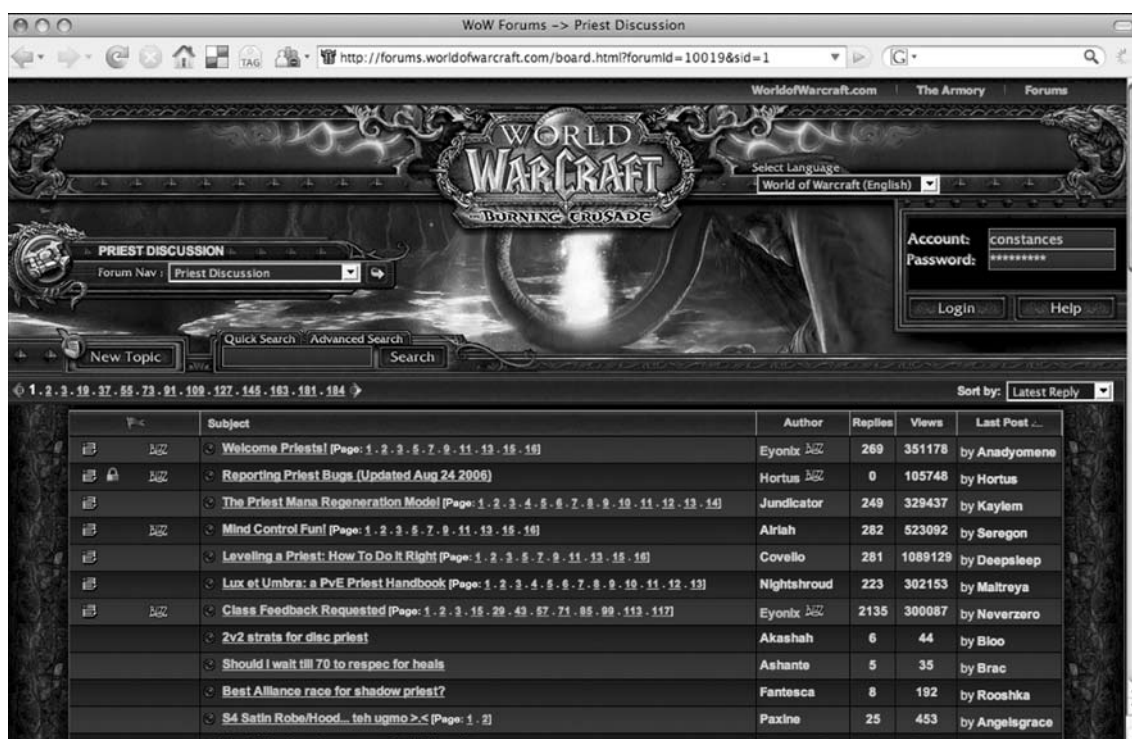 WoW Forums -> Priest Discussion
TAG http://forums.worldofwarcraft.com/board.html?forumId=10019&sid=1 G
WorldofWarcraft.com The Armory Forums
WORLD
WARCRAFT
BURNING CRUSADE
Select Language
World of Warcraft (English)
PRIEST DISCUSSION
Forum Nav : Priest Discussion
Account: constances
Password: *********
Login Help
Quick Search Advanced Search
New Topic Search
1 . 2 . 3 . 19 . 37 . 55 . 73 . 91 . 109 . 127 . 145 . 163 . 181 . 184 Sort by: Latest Reply
Subject Author Replies Views Last Post
Welcome Priests! [Page: 1 . 2 . 3 . 5 . 7 . 9 . 11 . 13 . 15 . 16] Eyonix 269 351178 by Anadyomene
Reporting Priest Bugs (Updated Aug 24 2006) Hortus 0 105748 by Hortus
The Priest Mana Regeneration Model [Page: 1 . 2 . 3 . 4 . 5 . 6 . 7 . 8 . 9 . 10 . 11 . 12 . 13 . 14] Jundicator 249 329437 by Kaylem
Mind Control Fun! [Page: 1 . 2 . 3 . 5 . 7 . 9 . 11 . 13 . 15 . 16] Alriah 282 523092 by Seregon
Leveling a Priest: How To Do It Right [Page: 1 . 2 . 3 . 5 . 7 . 9 . 11 . 13 . 15 . 16] Covello 281 1089129 by Deepsleep
Lux et Umbra: a PvE Priest Handbook [Page: 1 . 2 . 3 . 4 . 5 . 6 . 7 . 8 . 9 . 10 . 11 . 12 . 13] Nightshroud 223 302153 by Maitreya
Class Feedback Requested [Page: 1 . 2 . 3 . 15 . 29 . 43 . 57 . 71 . 85 . 99 . 113 . 117] Eyonix 2135 300087 by Neverzero
2v2 strats for disc priest Akashah 6 44 by Bloo
Should I wait till 70 to respec for heals Ashante 5 35 by Brac
Best Alliance race for shadow priest? Fantesca 8 192 by Rooshka
S4 Satin Robe/Hood... teh ugmo >.< [Page: 1 . 2] Paxine 25 453 by Angelsgrace